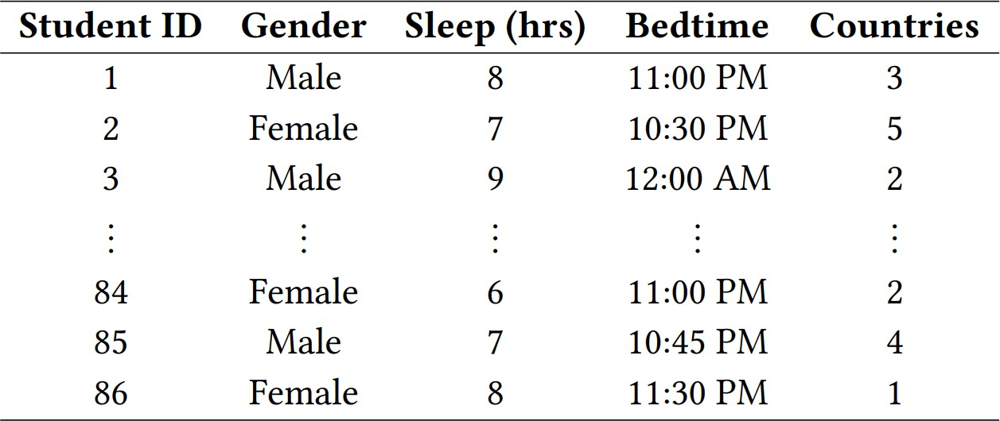 Student ID Gender Sleep (hrs) Bedtime Countries
1 Male 8 11:00 PM 3
2 Female 7 10:30 PM 5
3 Male 9 12:00 AM 2
⋮ ⋮ ⋮ ⋮ ⋮
84 Female 6 11:00 PM 2
85 Male 7 10:45 PM 4
86 Female 8 11:30 PM 1